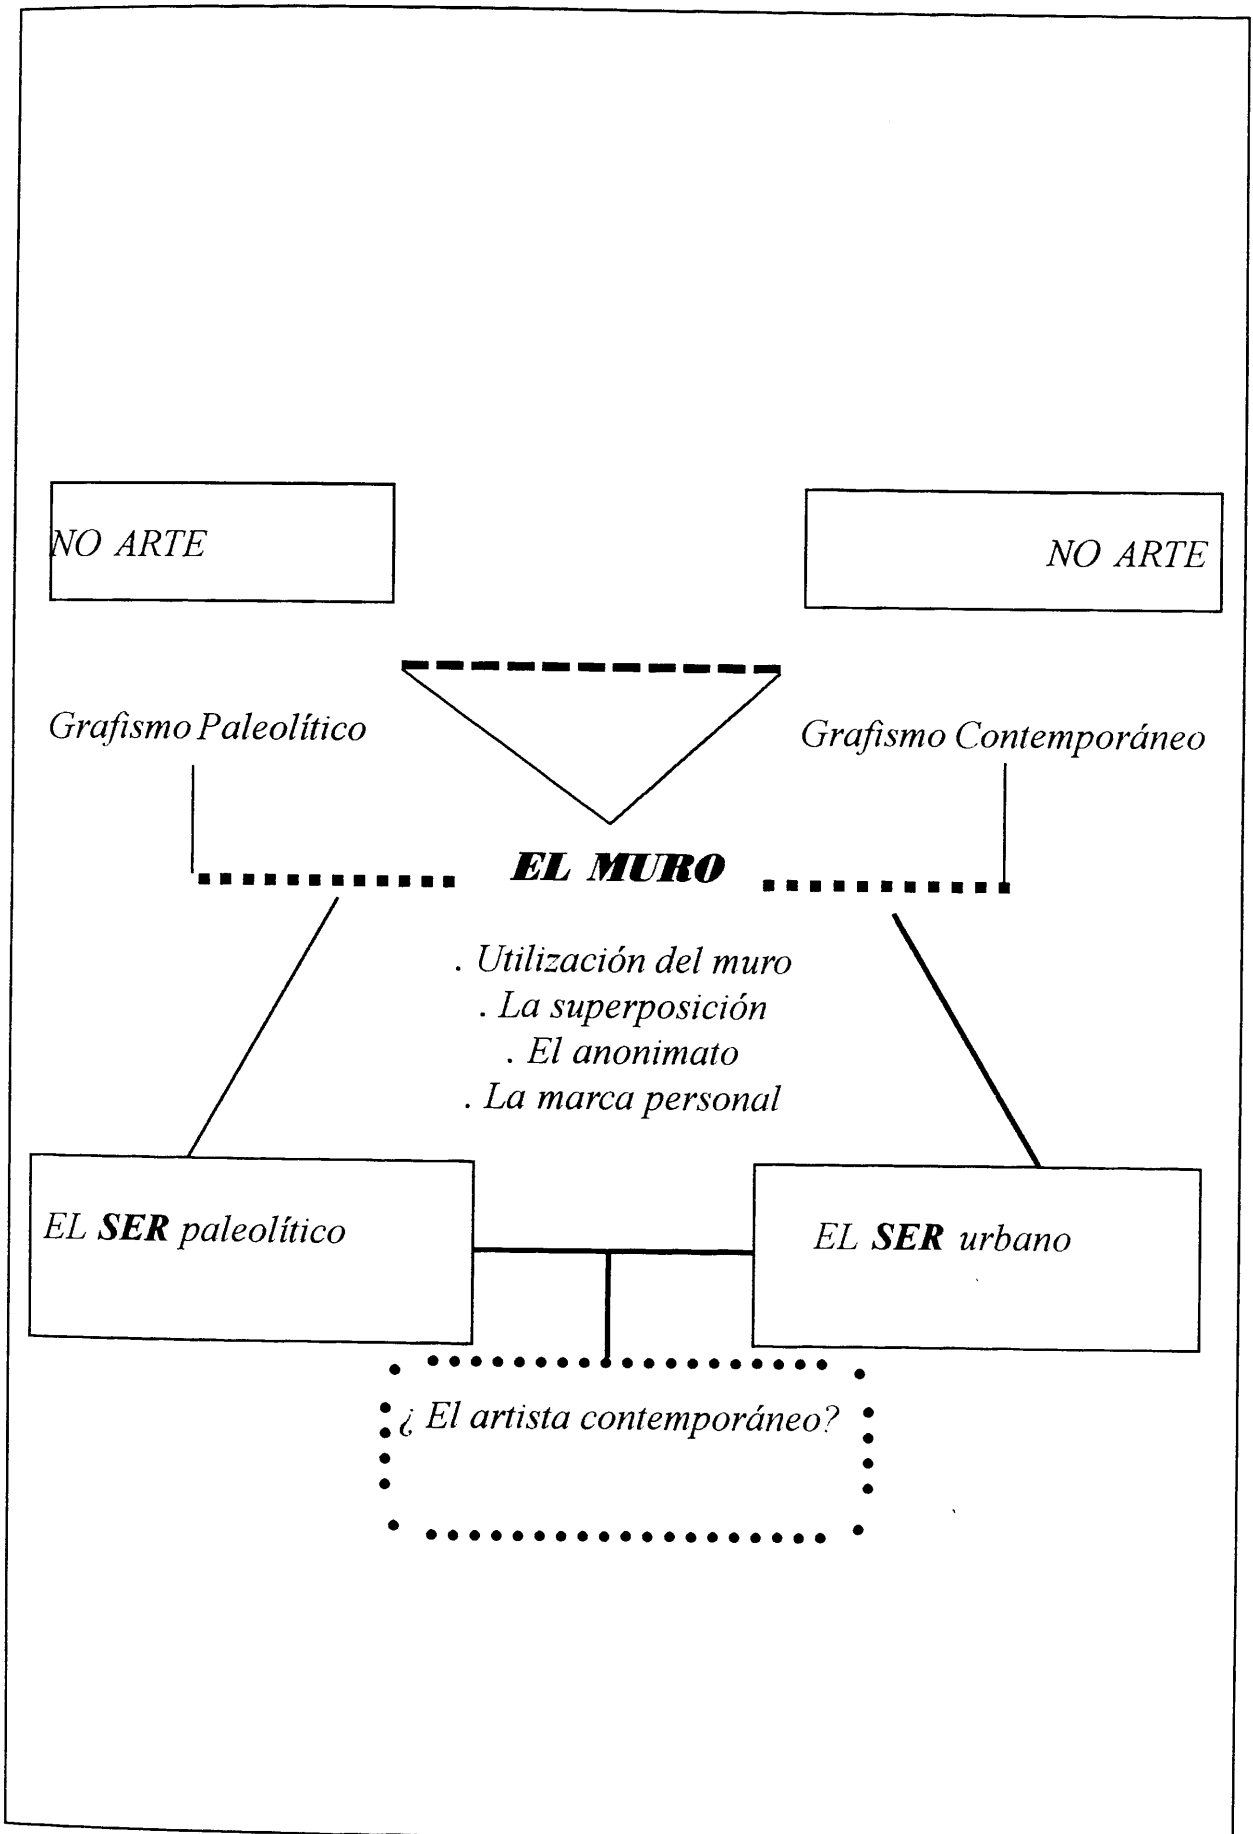 NO ARTE
NO ARTE
Grafismo Paleolítico
Grafismo Contemporáneo
EL MURO
. Utilización del muro
. La superposición
. El anonimato
. La marca personal
EL SER paleolítico
EL SER urbano
¿ El artista contemporáneo?